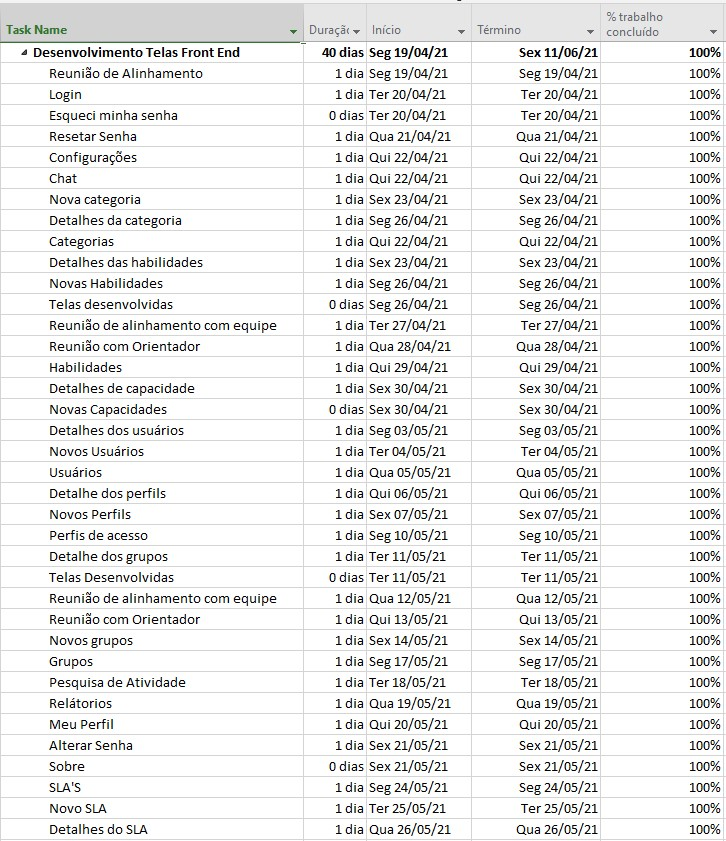 Task Name Duração Início Término % trabalho concluído
Desenvolvimento Telas Front End 40 dias Seg 19/04/21 Sex 11/06/21 100%
Reunião de Alinhamento 1 dia Seg 19/04/21 Seg 19/04/21 100%
Login 1 dia Ter 20/04/21 Ter 20/04/21 100%
Esqueci minha senha 0 dias Ter 20/04/21 Ter 20/04/21 100%
Resetar Senha 1 dia Qua 21/04/21 Qua 21/04/21 100%
Configurações 1 dia Qui 22/04/21 Qui 22/04/21 100%
Chat 1 dia Qui 22/04/21 Qui 22/04/21 100%
Nova categoria 1 dia Sex 23/04/21 Sex 23/04/21 100%
Detalhes da categoria 1 dia Seg 26/04/21 Seg 26/04/21 100%
Categorias 1 dia Qui 22/04/21 Qui 22/04/21 100%
Detalhes das habilidades 1 dia Sex 23/04/21 Sex 23/04/21 100%
Novas Habilidades 1 dia Seg 26/04/21 Seg 26/04/21 100%
Telas desenvolvidas 0 dias Seg 26/04/21 Seg 26/04/21 100%
Reunião de alinhamento com equipe 1 dia Ter 27/04/21 Ter 27/04/21 100%
Reunião com Orientador 1 dia Qua 28/04/21 Qua 28/04/21 100%
Habilidades 1 dia Qui 29/04/21 Qui 29/04/21 100%
Detalhes de capacidade 1 dia Sex 30/04/21 Sex 30/04/21 100%
Novas Capacidades 0 dias Sex 30/04/21 Sex 30/04/21 100%
Detalhes dos usuários 1 dia Seg 03/05/21 Seg 03/05/21 100%
Novos Usuários 1 dia Ter 04/05/21 Ter 04/05/21 100%
Usuários 1 dia Qua 05/05/21 Qua 05/05/21 100%
Detalhe dos perfils 1 dia Qui 06/05/21 Qui 06/05/21 100%
Novos Perfils 1 dia Sex 07/05/21 Sex 07/05/21 100%
Perfis de acesso 1 dia Seg 10/05/21 Seg 10/05/21 100%
Detalhe dos grupos 1 dia Ter 11/05/21 Ter 11/05/21 100%
Telas Desenvolvidas 0 dias Ter 11/05/21 Ter 11/05/21 100%
Reunião de alinhamento com equipe 1 dia Qua 12/05/21 Qua 12/05/21 100%
Reunião com Orientador 1 dia Qui 13/05/21 Qui 13/05/21 100%
Novos grupos 1 dia Sex 14/05/21 Sex 14/05/21 100%
Grupos 1 dia Seg 17/05/21 Seg 17/05/21 100%
Pesquisa de Atividade 1 dia Ter 18/05/21 Ter 18/05/21 100%
Relátorios 1 dia Qua 19/05/21 Qua 19/05/21 100%
Meu Perfil 1 dia Qui 20/05/21 Qui 20/05/21 100%
Alterar Senha 1 dia Sex 21/05/21 Sex 21/05/21 100%
Sobre 0 dias Sex 21/05/21 Sex 21/05/21 100%
SLA'S 1 dia Seg 24/05/21 Seg 24/05/21 100%
Novo SLA 1 dia Ter 25/05/21 Ter 25/05/21 100%
Detalhes do SLA 1 dia Qua 26/05/21 Qua 26/05/21 100%